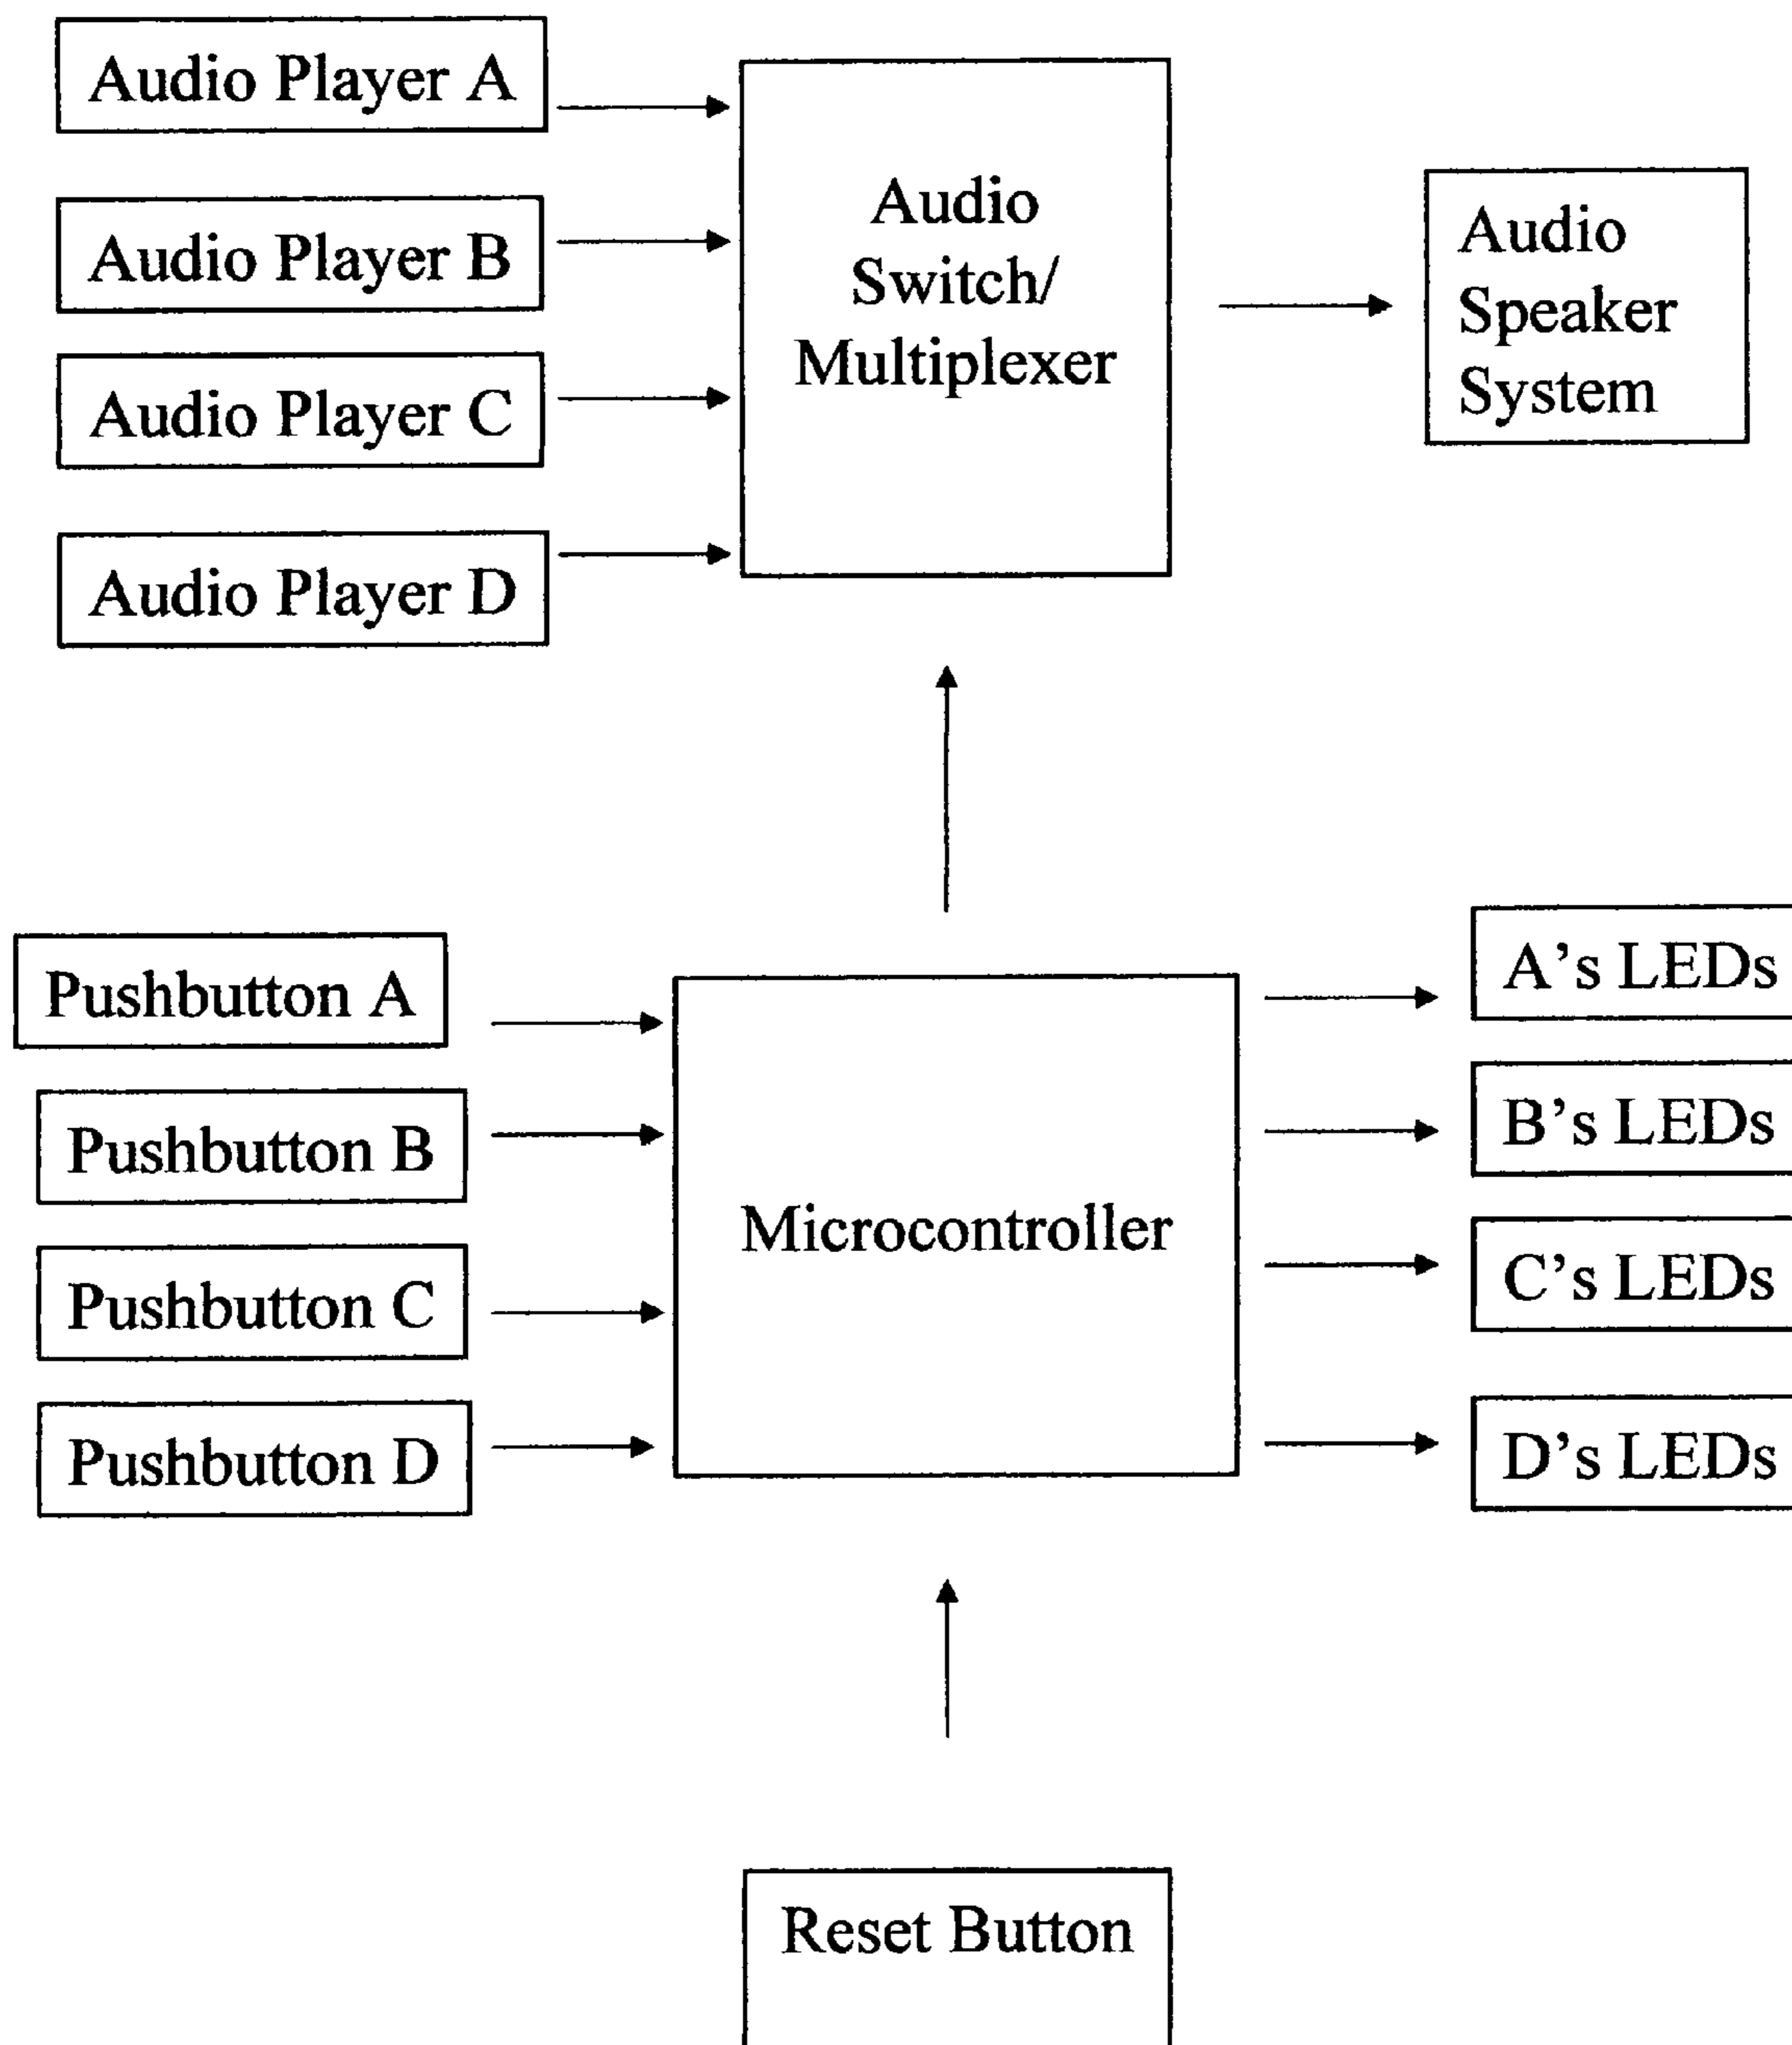 Audio Player A
Audio Player B
Audio Player C
Audio Player D
Audio
Switch/
Multiplexer
Audio
Speaker
System
Pushbutton A
Pushbutton B
Pushbutton C
Pushbutton D
Microcontroller
A's LEDs
B's LEDs
C's LEDs
D's LEDs
Reset Button